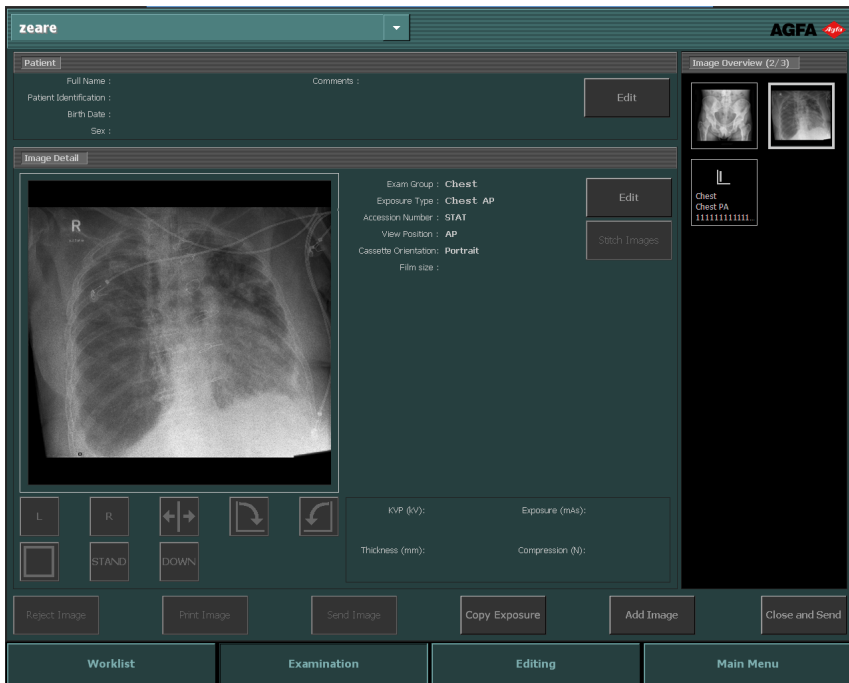 zeare
AGFA Agfa
Patient
Full Name :
Comments :
Patient Identification :
Birth Date :
Sex :
Edit
Image Overview (2/3)
Image Detail
R
Exam Group : Chest
Exposure Type : Chest AP
Accession Number : STAT
View Position : AP
Cassette Orientation: Portrait
Film size :
Edit
Stitch Images
L
Chest
Chest PA
111111111111...
L
R
STAND
DOWN
KVP (kV):
Exposure (mAs):
Thickness (mm):
Compression (N):
Reject Image
Print Image
Send Image
Copy Exposure
Add Image
Close and Send
Worklist
Examination
Editing
Main Menu